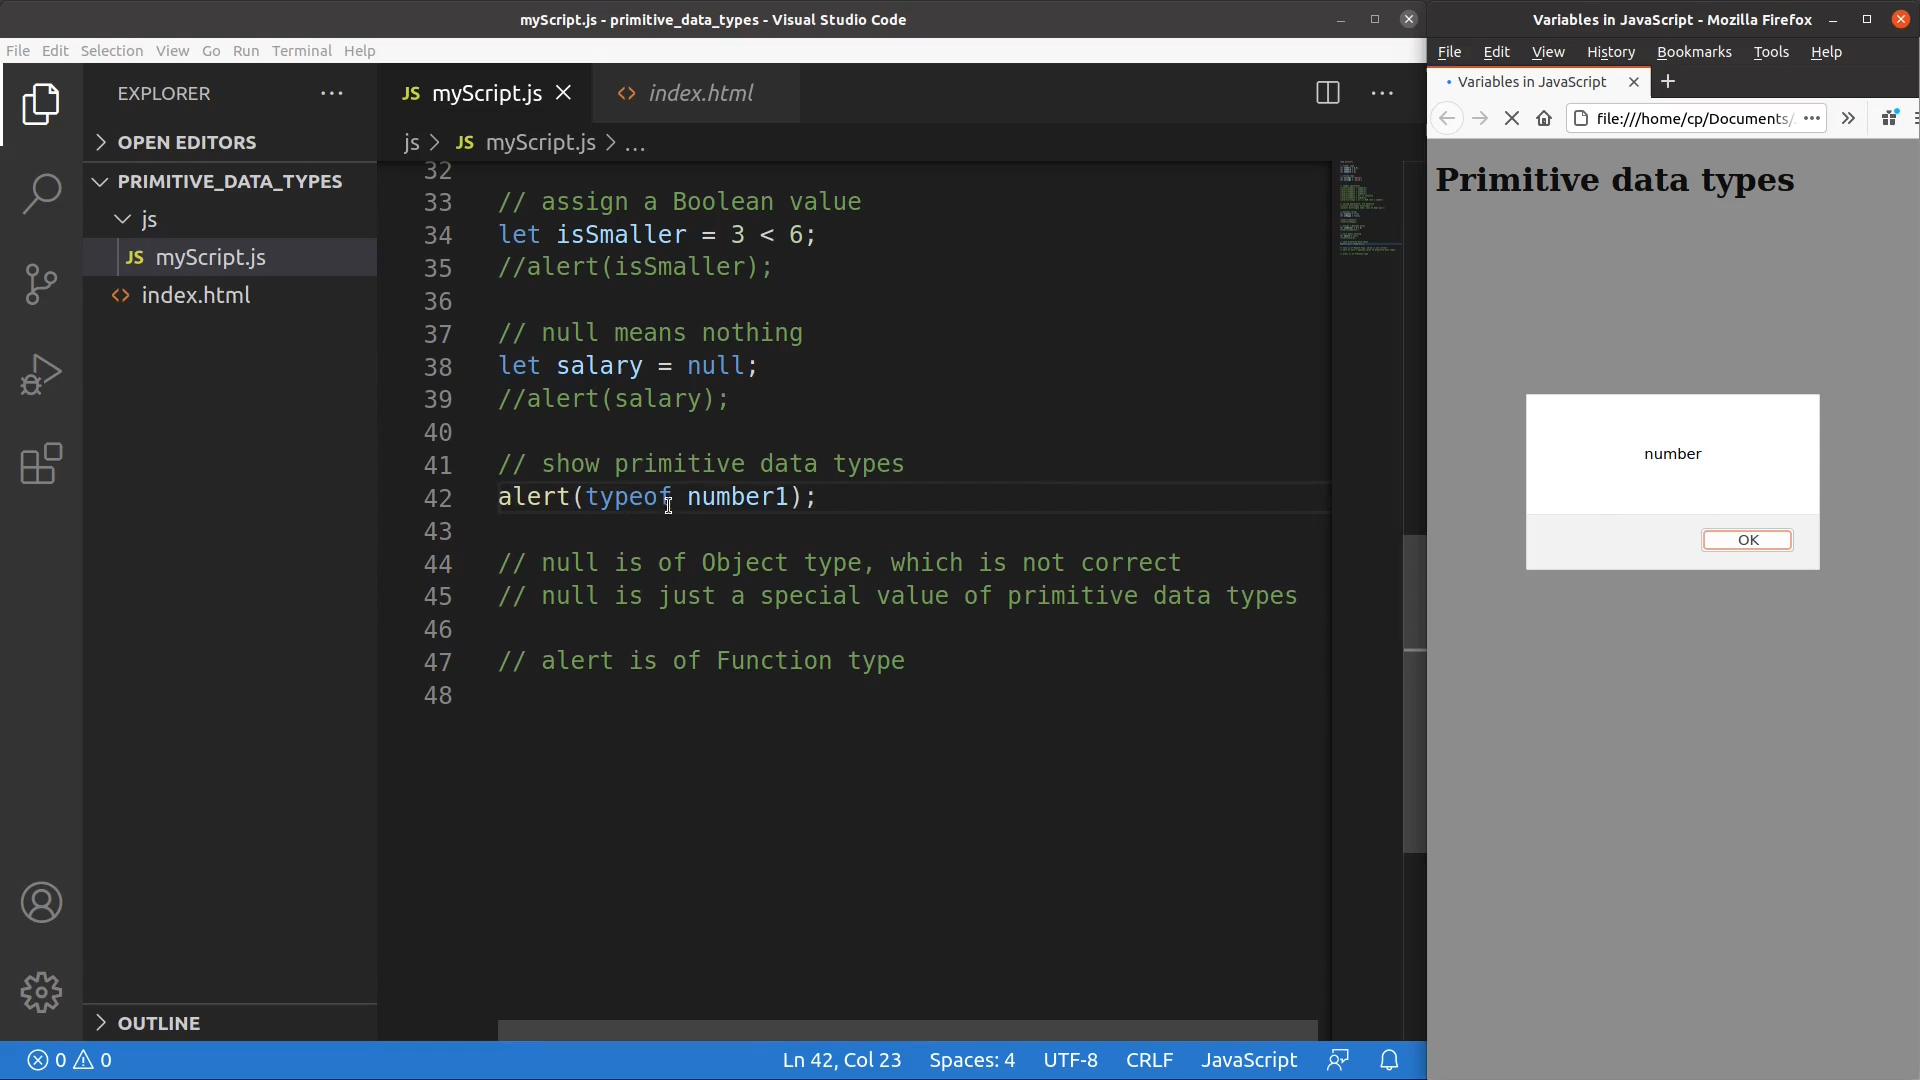 myScript.js - primitive_data_types - Visual Studio Code
File Edit Selection View Go Run Terminal Help
EXPLORER
OPEN EDITORS
PRIMITIVE_DATA_TYPES
js
JS myScript.js
<> index.html
OUTLINE
JS myScript.js
<> index.html
js > JS myScript.js > ...
32
33 // assign a Boolean value
34 let isSmaller = 3 < 6;
35 //alert(isSmaller);
36
37 // null means nothing
38 let salary = null;
39 //alert(salary);
40
41 // show primitive data types
42 alert(typeof number1);
43
44 // null is of Object type, which is not correct
45 // null is just a special value of primitive data types
46
47 // alert is of Function type
48
0 0 Ln 42, Col 23 Spaces: 4 UTF-8 CRLF JavaScript
Variables in JavaScript - Mozilla Firefox
File Edit View History Bookmarks Tools Help
Variables in JavaScript
file:///home/cp/Documents/
Primitive data types
number
OK